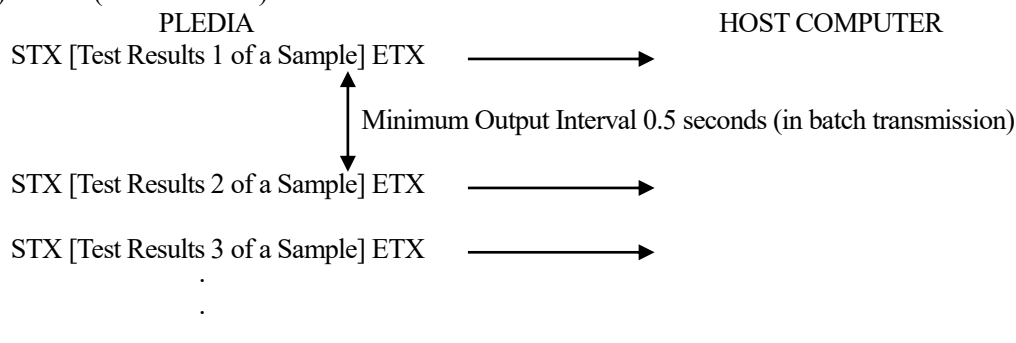 PLEDIA HOST COMPUTER
STX [Test Results 1 of a Sample] ETX
Minimum Output Interval 0.5 seconds (in batch transmission)
STX [Test Results 2 of a Sample] ETX
STX [Test Results 3 of a Sample] ETX
.
.